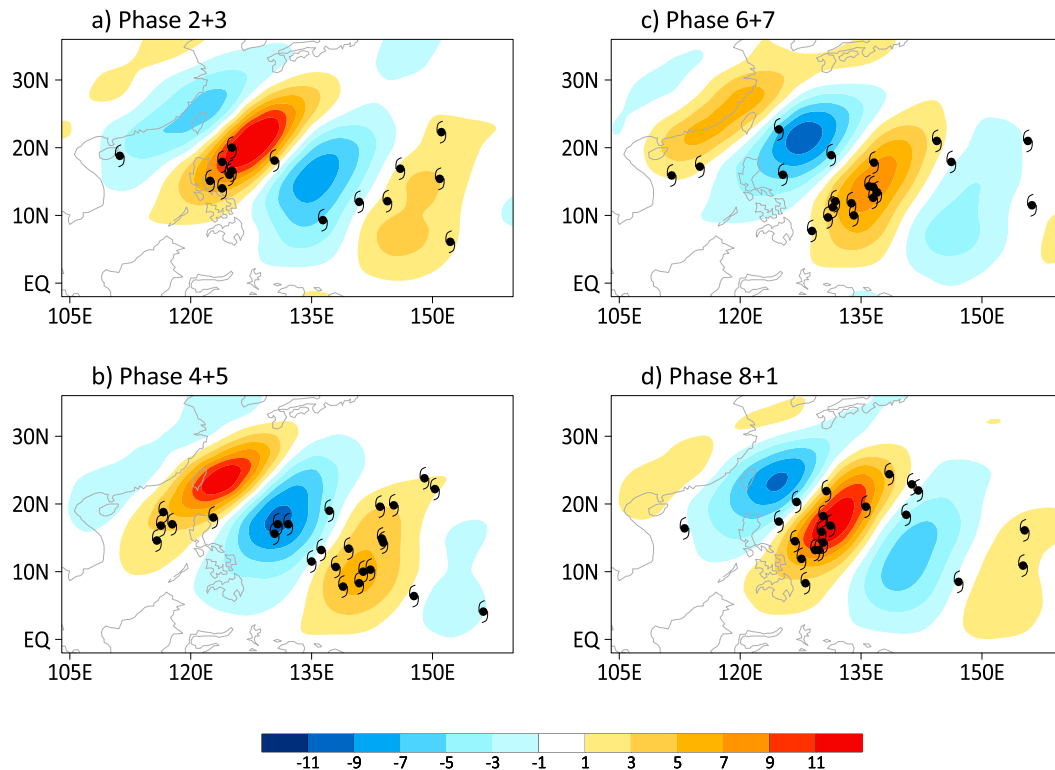 a) Phase 2+3
30N
20N
10N
EQ
105E 120E 135E 150E
c) Phase 6+7
30N
20N
10N
EQ
105E 120E 135E 150E
b) Phase 4+5
30N
20N
10N
EQ
105E 120E 135E 150E
d) Phase 8+1
30N
20N
10N
EQ
105E 120E 135E 150E
-11 -9 -7 -5 -3 -1 1 3 5 7 9 11